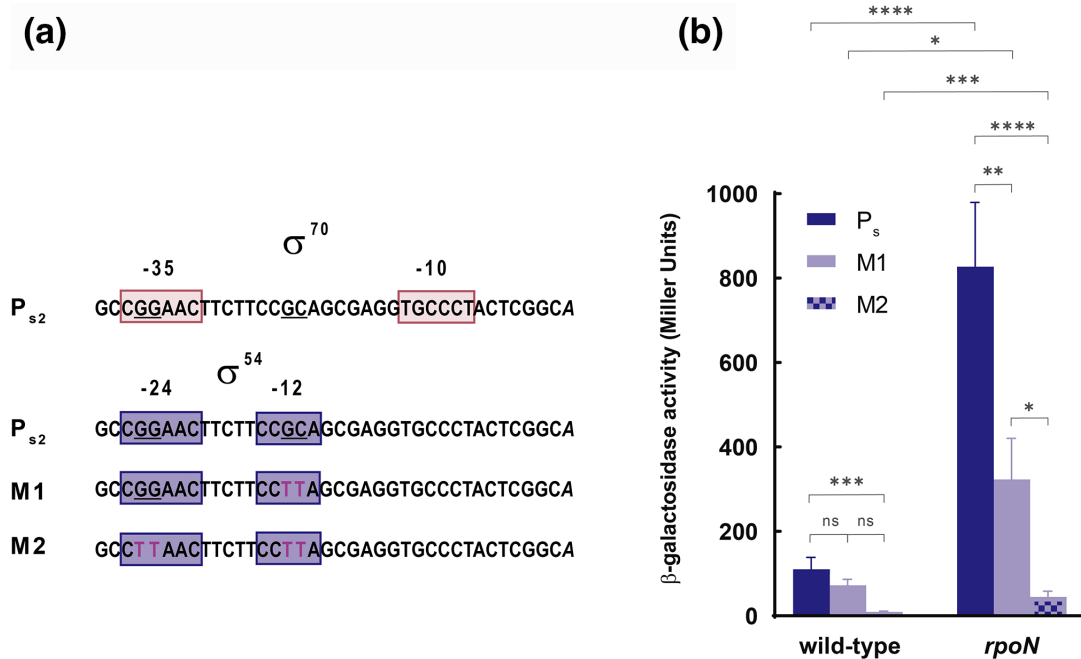 (a)
σ70
-35 -10
Ps2 GCCGGAACTTCTTCCGCAGCGAGGTGCCCTACTCGGCA
σ54
-24 -12
Ps2 GCCGGAACTTCTTCCGCAGCGAGGTGCCCTACTCGGCA
M1 GCCGGAACTTCTTCCTTAGCGAGGTGCCCTACTCGGCA
M2 GCCTTAACTTCTTCCTTAGCGAGGTGCCCTACTCGGCA
(b)
****
*
***
****
**
*
***
ns ns
β-galactosidase activity (Miller Units)
1000
800
600
400
200
0
Ps
M1
M2
wild-type rpoN